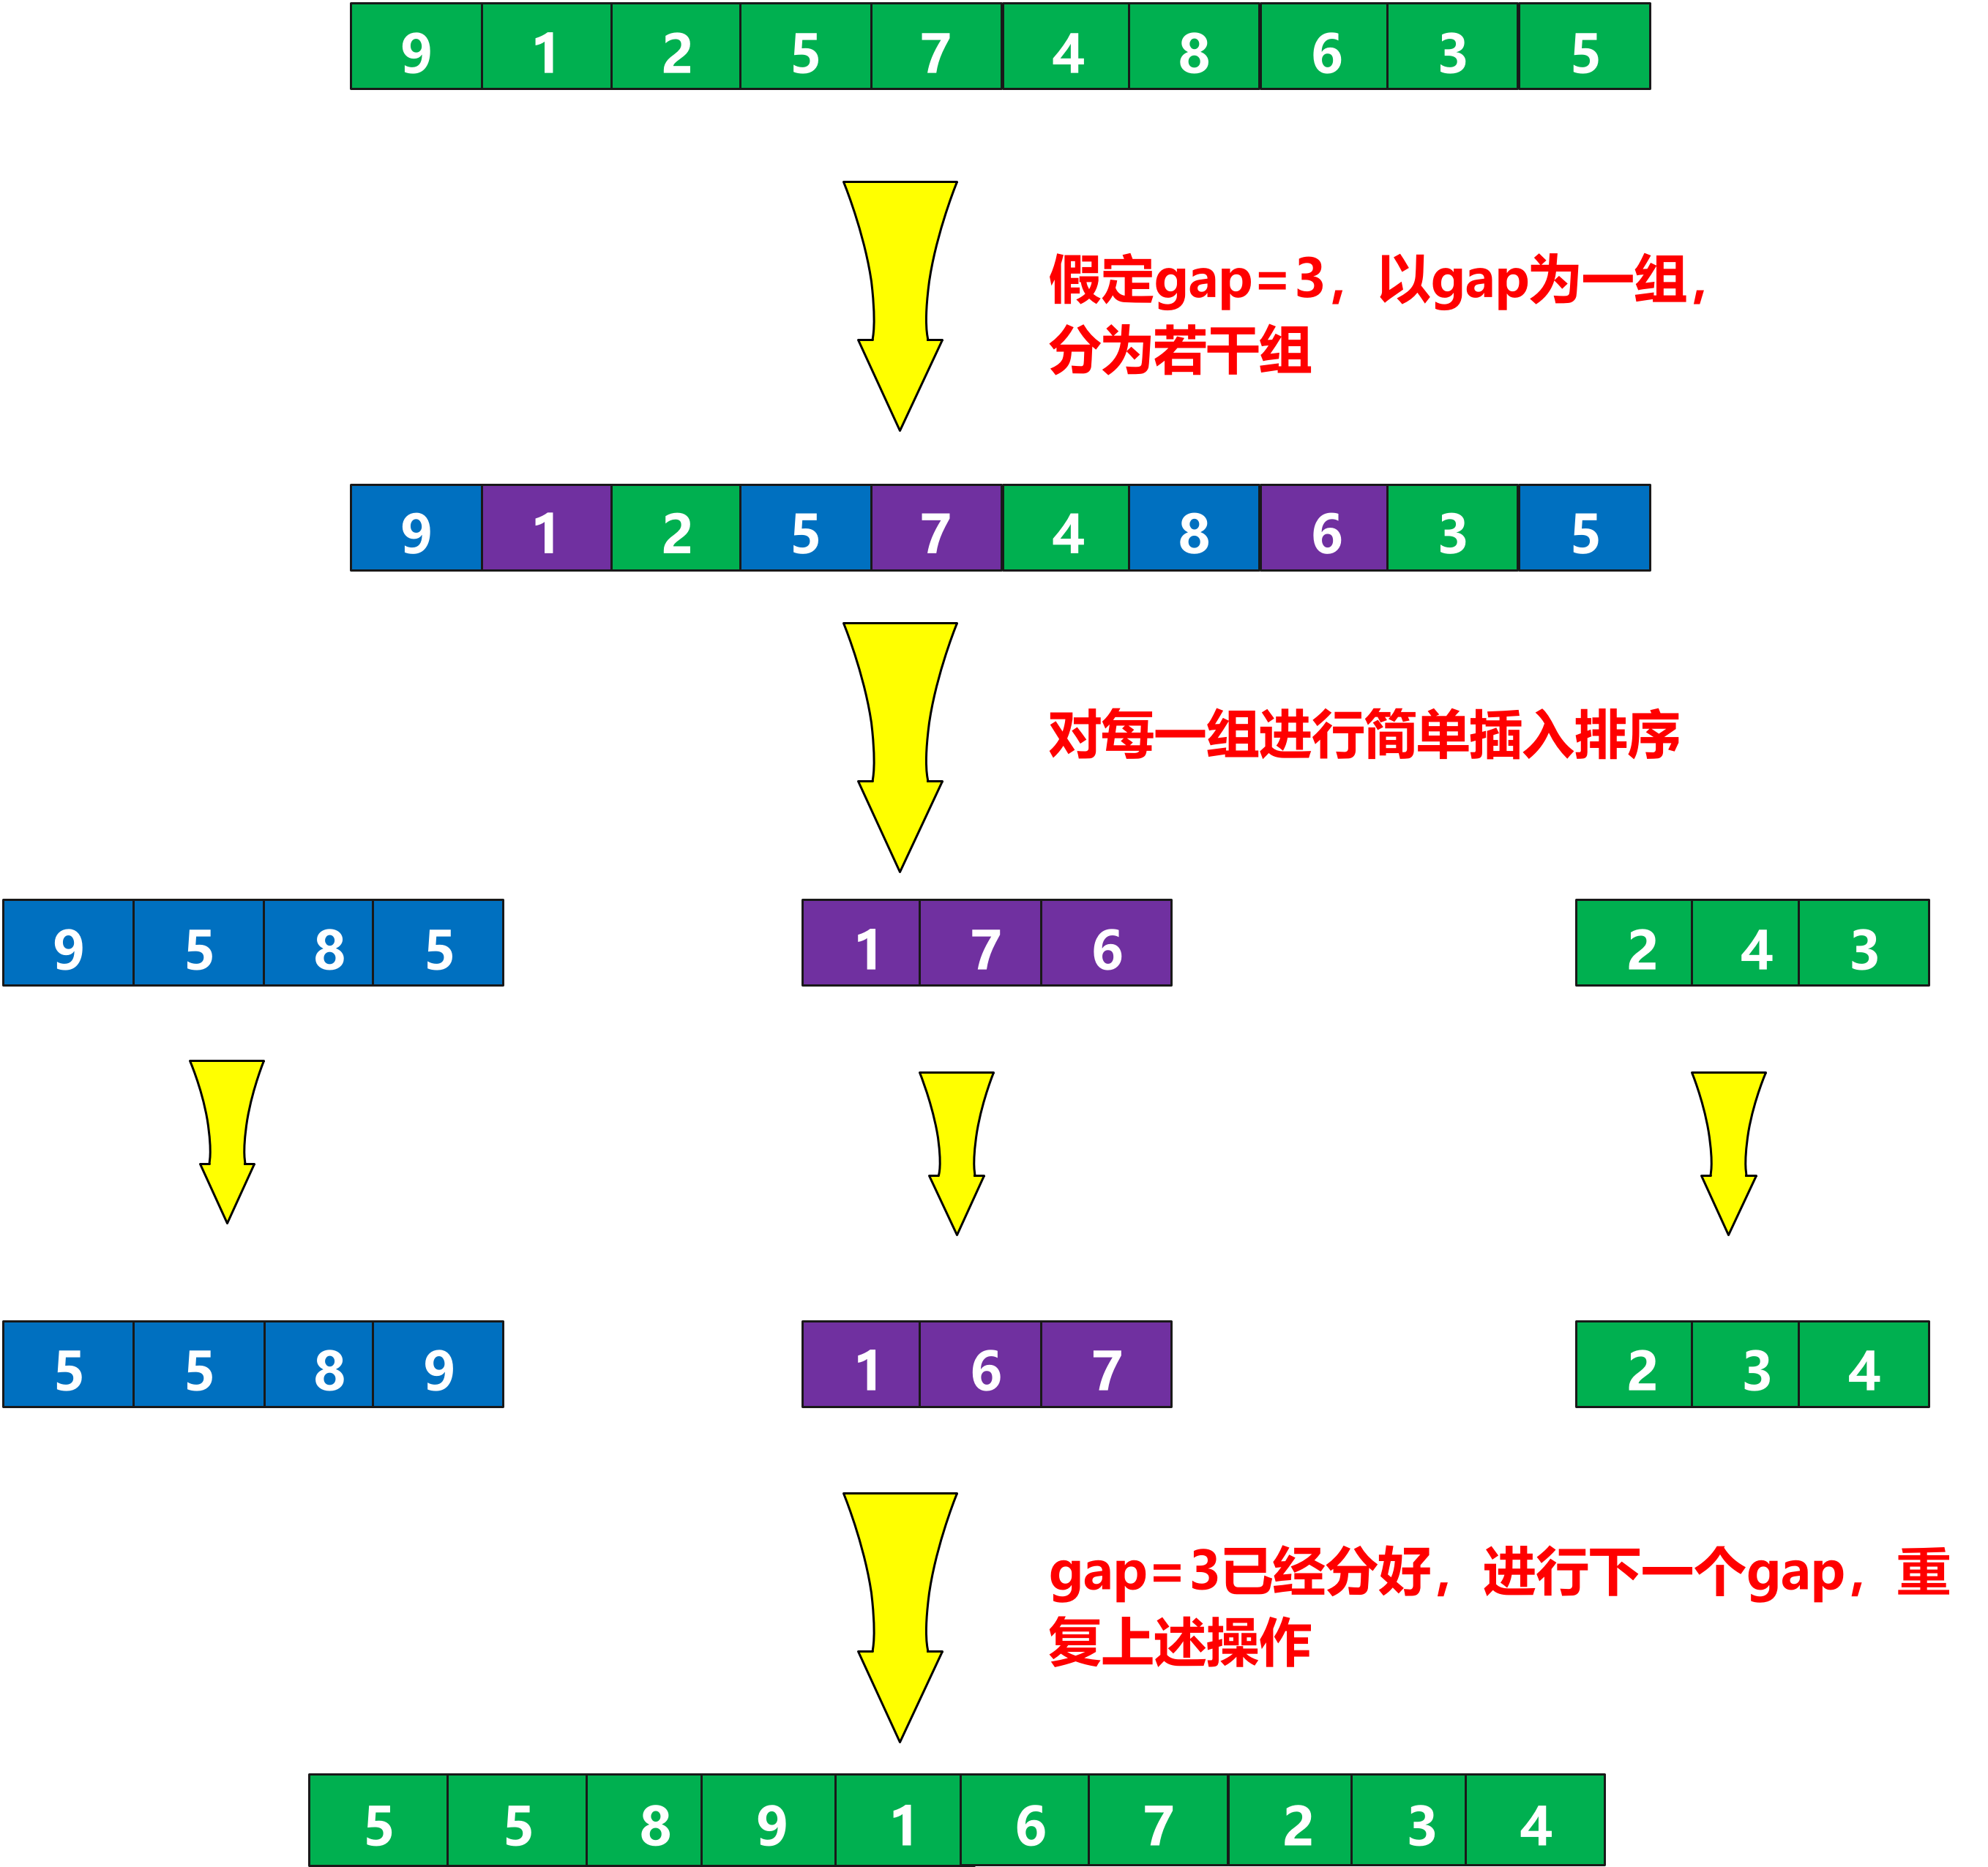 9 1 2 5 7 4 8 6 3 5
假定gap=3，以gap为一组，
分为若干组
9 1 2 5 7 4 8 6 3 5
对每一组进行简单插入排序
9 5 8 5 1 7 6 2 4 3
5 5 8 9 1 6 7 2 3 4
gap=3已经分好，进行下一个gap，重
复上述操作
5 5 8 9 1 6 7 2 3 4